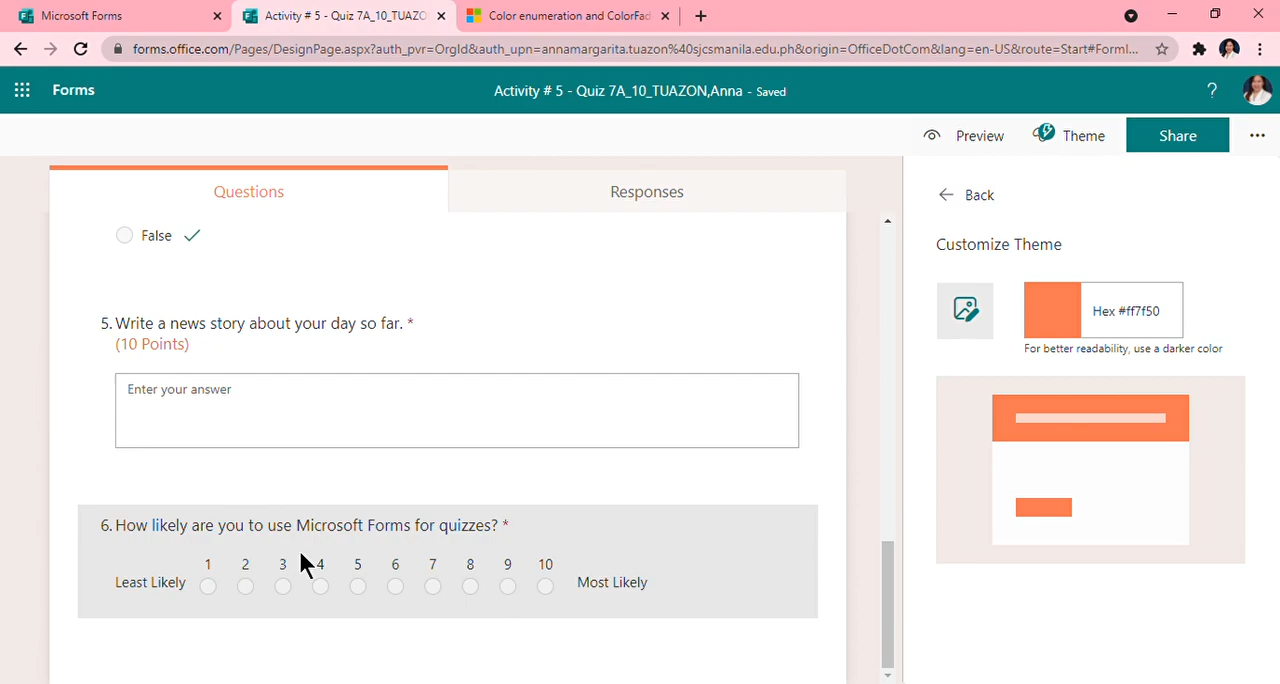 Microsoft Forms
Activity # 5 - Quiz 7A_10_TUAZO
Color enumeration and ColorFad
forms.office.com/Pages/DesignPage.aspx?auth_pvr=OrgId&auth_upn=annamargarita.tuazon%40sjcsmanila.edu.ph&origin=OfficeDotCom&lang=en-US&route=Start#FormI...
Forms
Activity # 5 - Quiz 7A_10_TUAZON,Anna - Saved
?
Preview
Theme
Share
Questions
Responses
False
5. Write a news story about your day so far. *
(10 Points)
Enter your answer
6. How likely are you to use Microsoft Forms for quizzes? *
1 2 3 4 5 6 7 8 9 10
Least Likely
Most Likely
Back
Customize Theme
Hex #ff7f50
For better readability, use a darker color